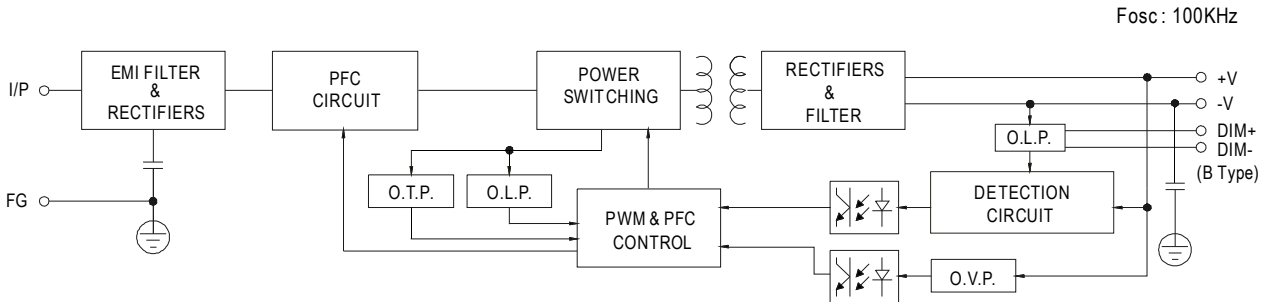 Fosc : 100KHz
I/P
EMI FILTER
&
RECTIFIERS
PFC
CIRCUIT
POWER
SWITCHING
RECTIFIERS
&
FILTER
+V
-V
DIM+
DIM-
(B Type)
O.L.P.
FG
O.T.P.
O.L.P.
PWM & PFC
CONTROL
DETECTION
CIRCUIT
O.V.P.